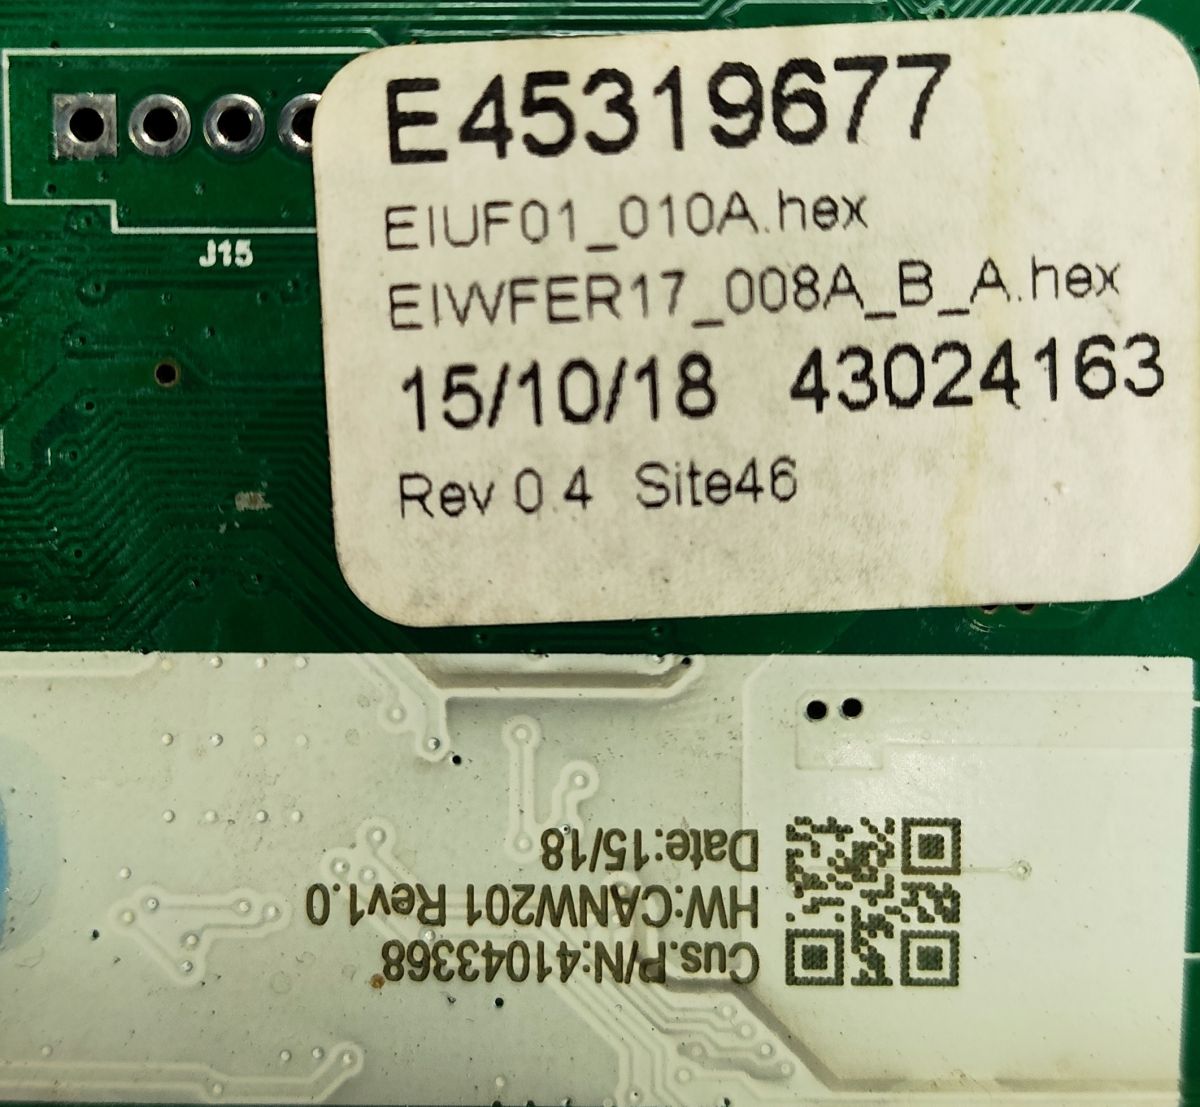 E45319677
EIUF01_010A.hex
EIWFER17_008A_B_A.hex
15/10/18 43024163
Rev 0.4 Site46
J15
Cus.P/N:41043368
HW:CANW201 Rev1.0
Date:15/18